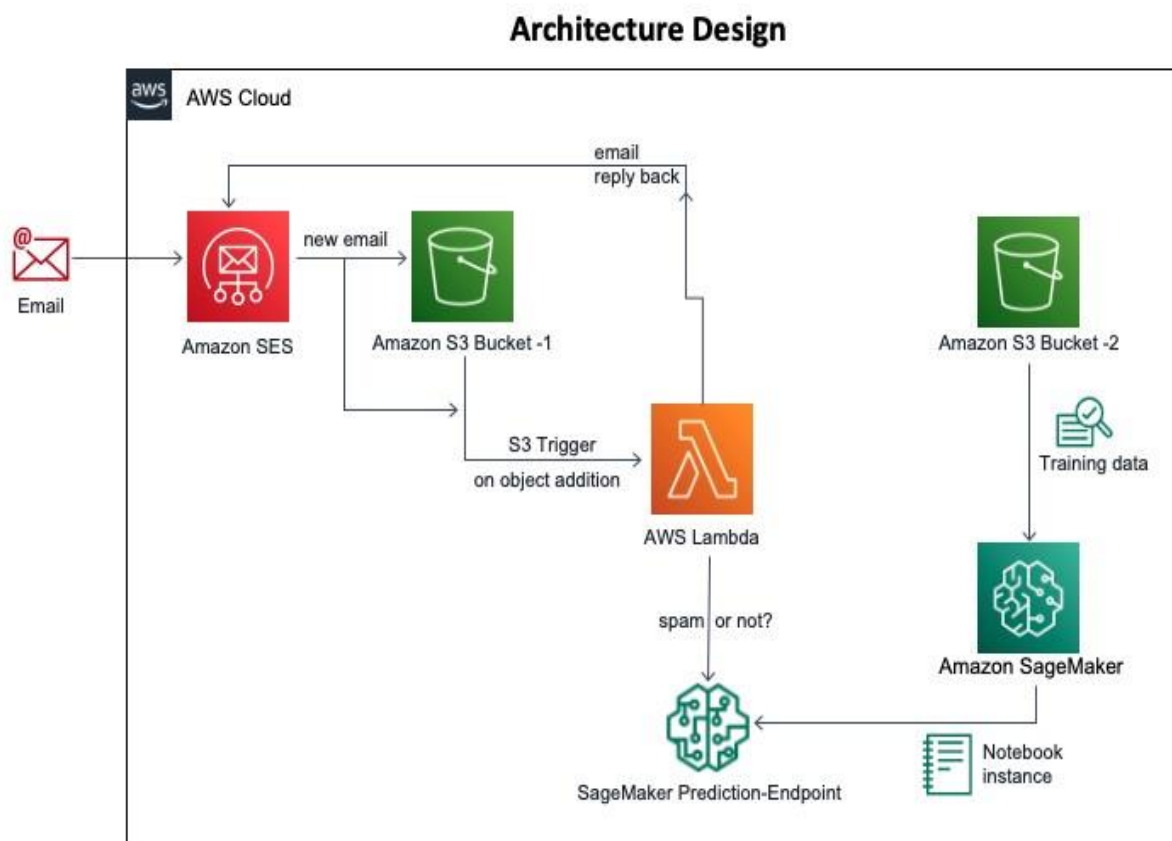 Architecture Design
aws
AWS Cloud
email
reply back
@
new email
Email
Amazon SES
Amazon S3 Bucket -1
Amazon S3 Bucket -2
S3 Trigger
on object addition
Training data
AWS Lambda
spam or not?
Amazon SageMaker
Notebook
instance
SageMaker Prediction-Endpoint